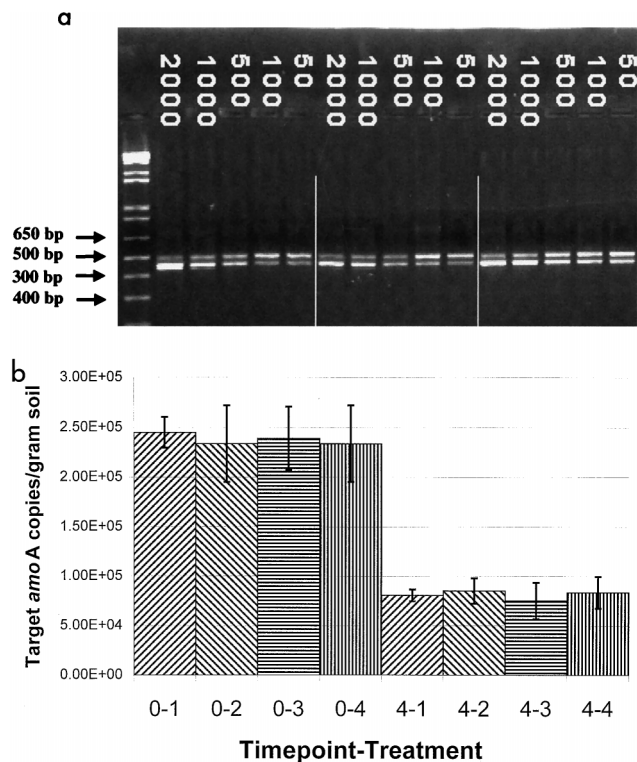 a
2000 1000 500 100 50 2000 1000 500 100 50 2000 1000 500 100 50
650 bp
500 bp
300 bp
400 bp
b
3.00E+05
2.50E+05
2.00E+05
1.50E+05
1.00E+05
5.00E+04
0.00E+00
Target amoA copies/gram soil
0-1 0-2 0-3 0-4 4-1 4-2 4-3 4-4
Timepoint-Treatment